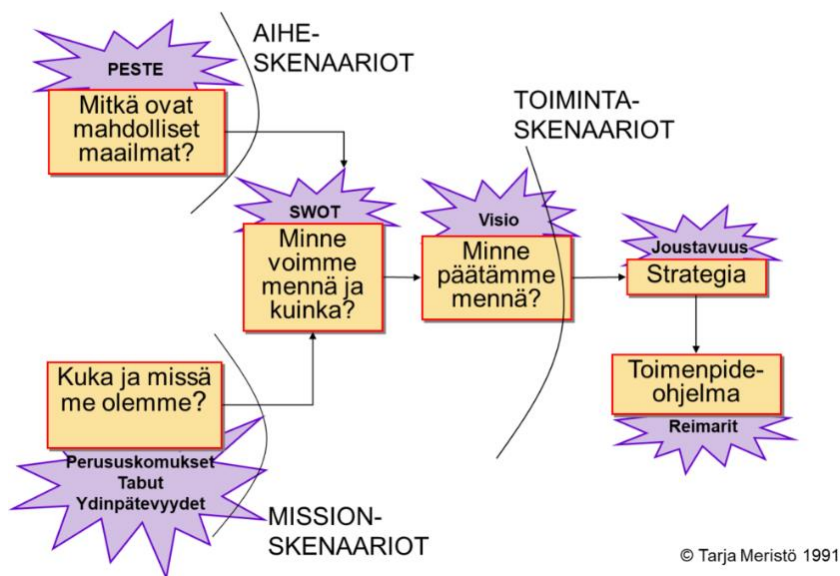 AIHE-
SKENAARIOT
PESTE
Mitkä ovat
mahdolliset
maailmat?
TOIMINTA-
SKENAARIOT
SWOT
Minne
voimme
mennä ja
kuinka?
Visio
Minne
päätämme
mennä?
Joustavuus
Strategia
Kuka ja missä
me olemme?
Perususkomukset
Tabut
Ydinpätevyydet
Toimenpide-
ohjelma
Reimarit
MISSION-
SKENAARIOT
© Tarja Meristö 1991